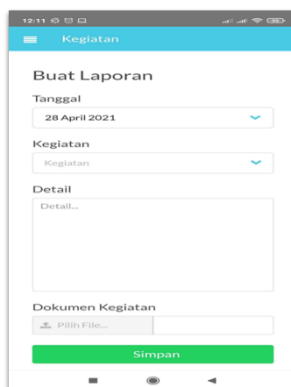 12:11
Kegiatan
Buat Laporan
Tanggal
28 April 2021
Kegiatan
Kegiatan
Detail
Detail...
Dokumen Kegiatan
Pilih File...
Simpan